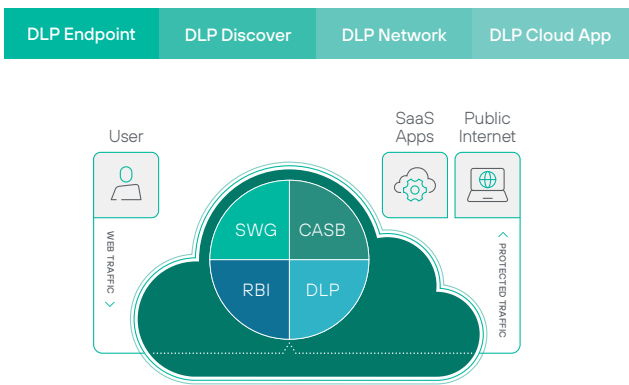 DLP Endpoint
DLP Discover
DLP Network
DLP Cloud App
User
SaaS
Apps
Public
Internet
SWG
CASB
RBI
DLP
WEB TRAFFIC
PROTECTED TRAFFIC